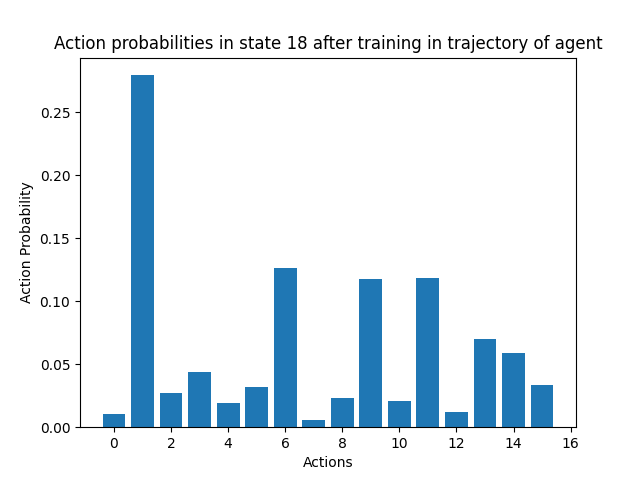 Action probabilities in state 18 after training in trajectory of agent
0.25
0.20
0.15
0.10
0.05
0.00
Action Probability
0 2 4 6 8 10 12 14 16
Actions